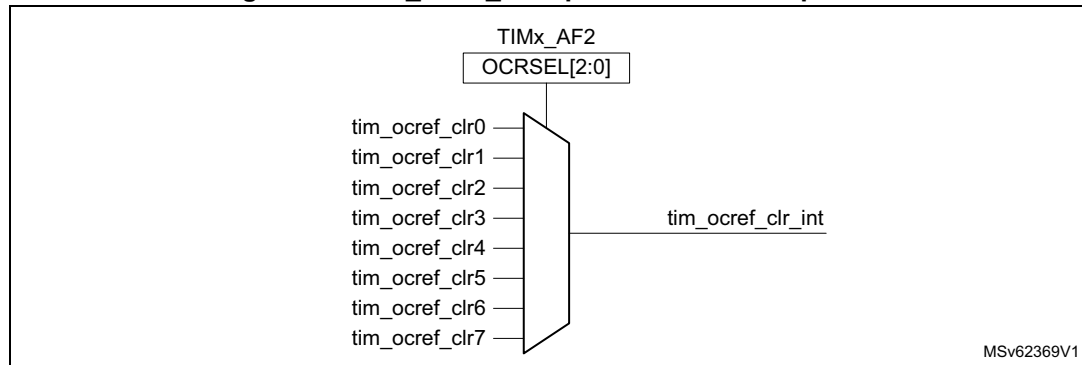 TIMx_AF2
OCRSEL[2:0]
tim_ocref_clr0
tim_ocref_clr1
tim_ocref_clr2
tim_ocref_clr3
tim_ocref_clr4
tim_ocref_clr5
tim_ocref_clr6
tim_ocref_clr7
tim_ocref_clr_int
MSv62369V1